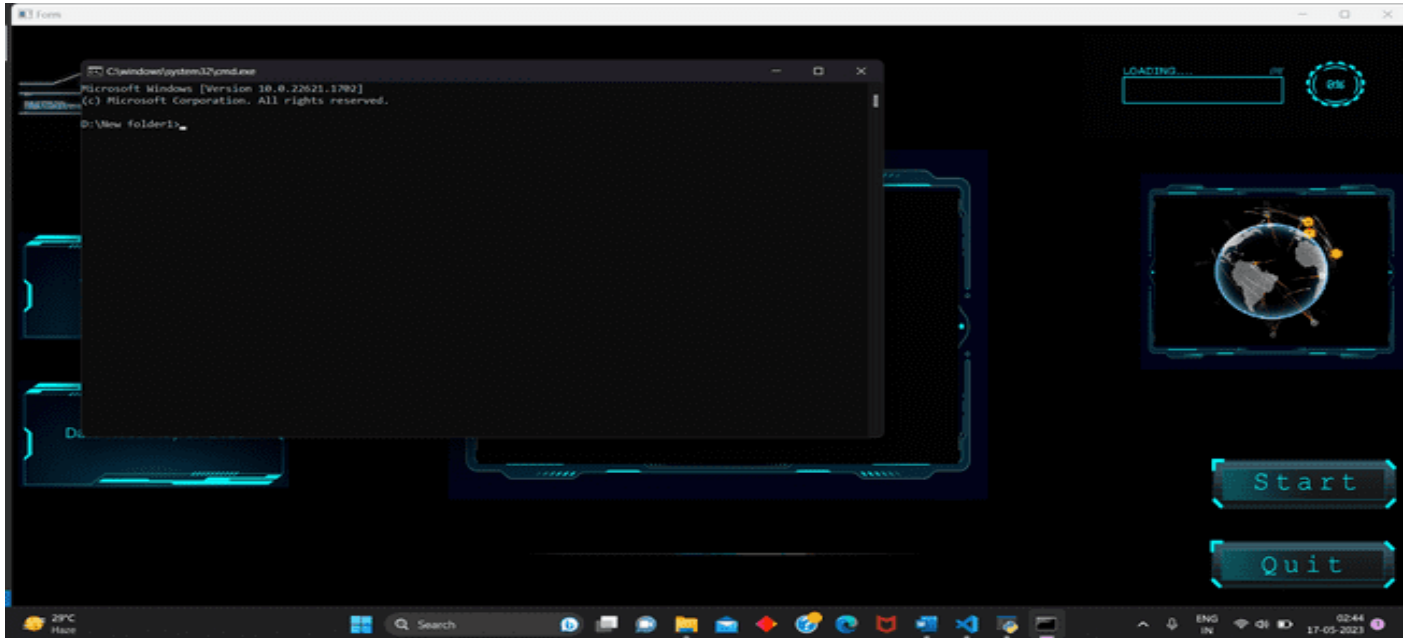 Form
C:\windows\system32\cmd.exe
Microsoft Windows [Version 10.0.22621.1702]
(c) Microsoft Corporation. All rights reserved.
D:\New folder1>
LOADING....
0%
Da
Start
Quit
29°C
Haze
Search
ENG
IN
02:44
17-05-2023